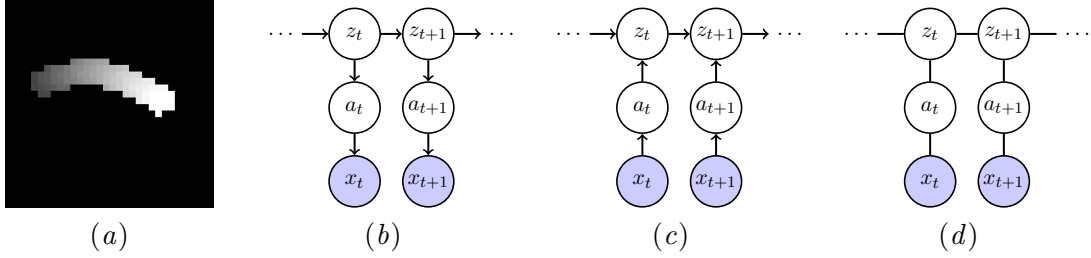 ··· z_t z_{t+1} ··· ··· z_t z_{t+1} ··· ··· z_t z_{t+1} ···
a_t a_{t+1} a_t a_{t+1} a_t a_{t+1}
x_t x_{t+1} x_t x_{t+1} x_t x_{t+1}
(a) (b) (c) (d)